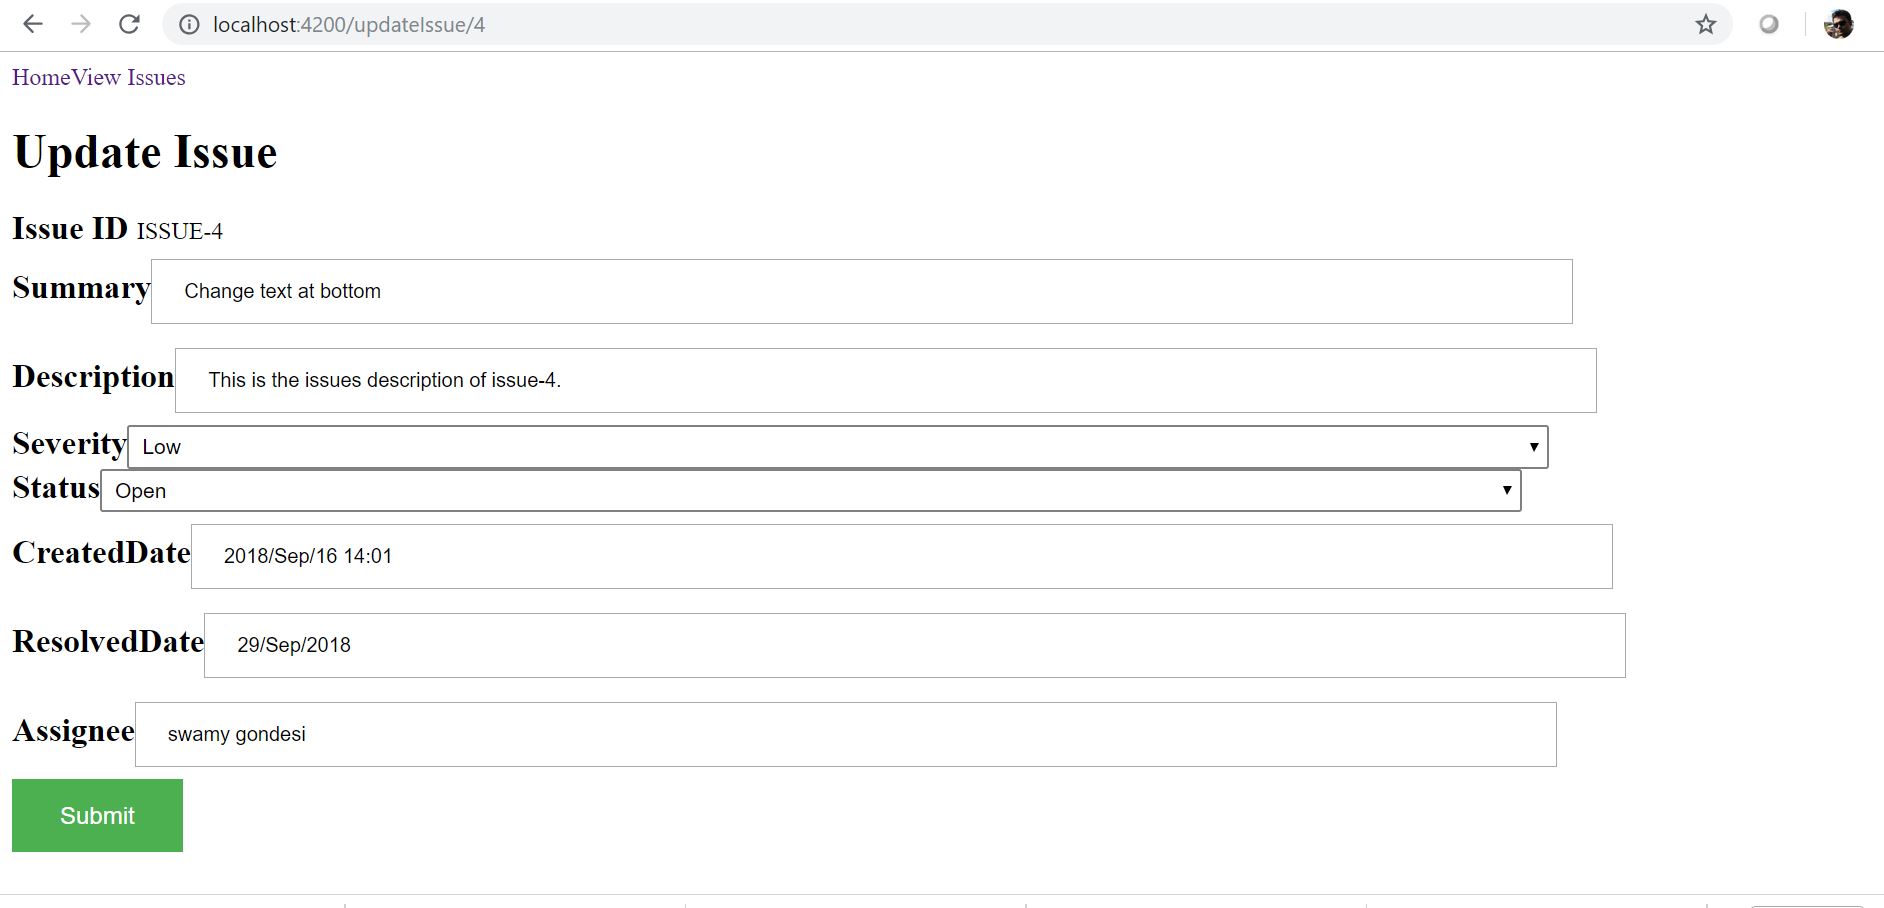 localhost:4200/updateIssue/4
HomeView Issues
Update Issue
Issue ID ISSUE-4
Summary Change text at bottom
Description This is the issues description of issue-4.
Severity Low
Status Open
CreatedDate 2018/Sep/16 14:01
ResolvedDate 29/Sep/2018
Assignee swamy gondesi
Submit